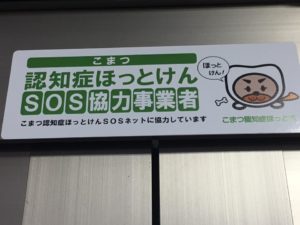 こまつ
認知症ほっとけん
SOS協力事業者
こまつ認知症ほっとけんSOSネットに協力しています
ほっと
けん!
こまつ認知症ほっとけん